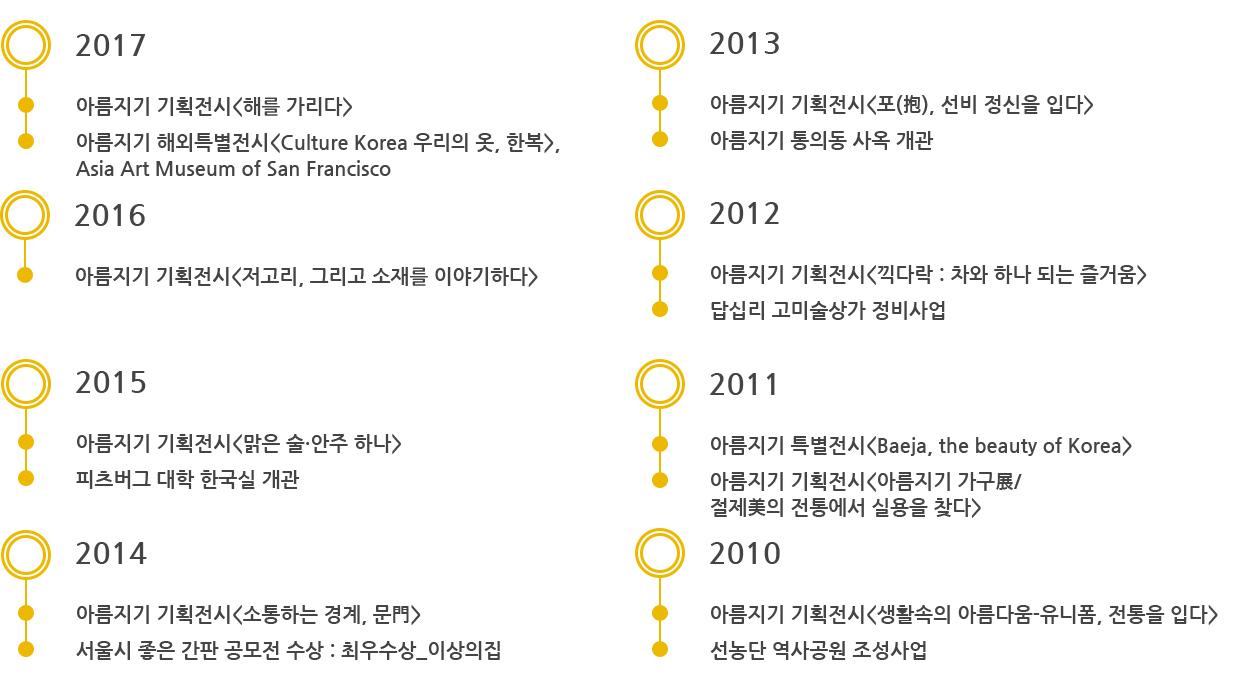 2017
아름지기 기획전시<해를 가리다>
아름지기 해외특별전시<Culture Korea 우리의 옷, 한복>,
Asia Art Museum of San Francisco
2016
아름지기 기획전시<저고리, 그리고 소재를 이야기하다>
2015
아름지기 기획전시<맑은 술·안주 하나>
피츠버그 대학 한국실 개관
2014
아름지기 기획전시<소통하는 경계, 문門>
서울시 좋은 간판 공모전 수상 : 최우수상_이상의집
2013
아름지기 기획전시<포(抱), 선비 정신을 입다>
아름지기 통의동 사옥 개관
2012
아름지기 기획전시<끽다락 : 차와 하나 되는 즐거움>
답십리 고미술상가 정비사업
2011
아름지기 특별전시<Baeja, the beauty of Korea>
아름지기 기획전시<아름지기 가구展/
절제美의 전통에서 실용을 찾다>
2010
아름지기 기획전시<생활속의 아름다움-유니폼, 전통을 입다>
선농단 역사공원 조성사업